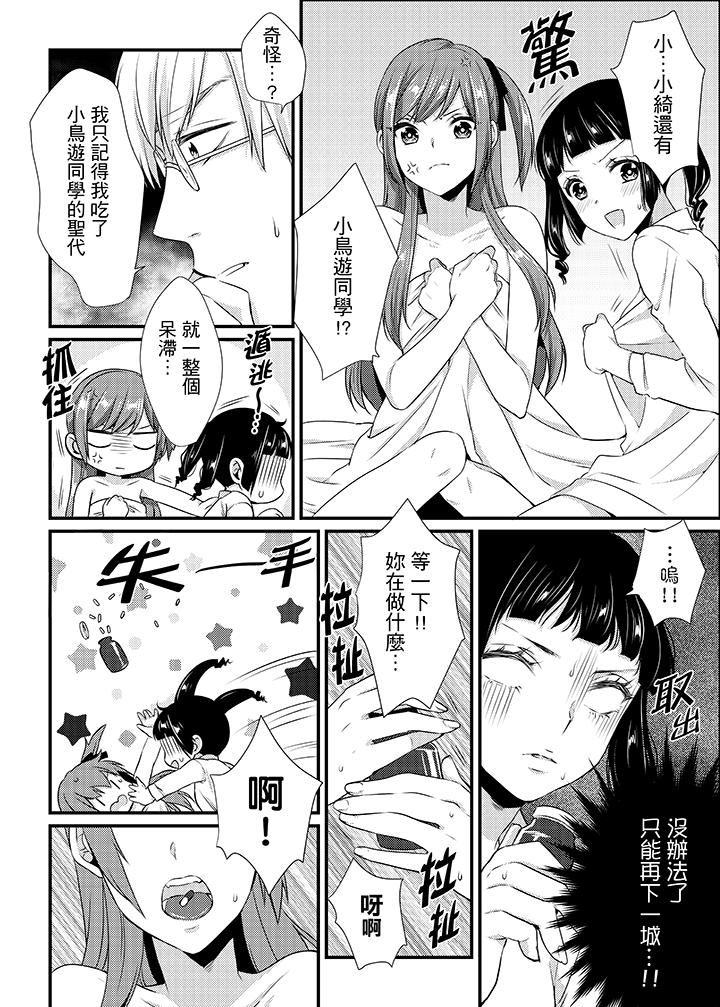 小…小綺還有
驚
小鳥遊同學!?
奇怪…？
我只記得我吃了
小鳥遊同學的聖代
就一整個
呆滯…
遁逃～…
抓住
…嗚!!
取出
沒辦法了
只能再下一城…!!
等一下!!
妳在做什麼…
拉扯
拉扯
呀啊
失——手
啊！